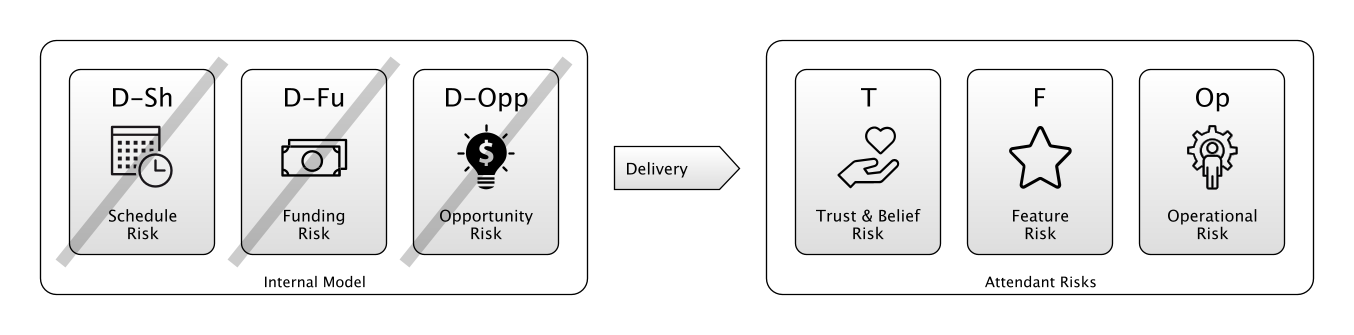 D-Sh
Schedule
Risk
D-Fu
Funding
Risk
D-Opp
$
Opportunity
Risk
Internal Model
Delivery
T
Trust & Belief
Risk
F
Feature
Risk
Op
Operational
Risk
Attendant Risks